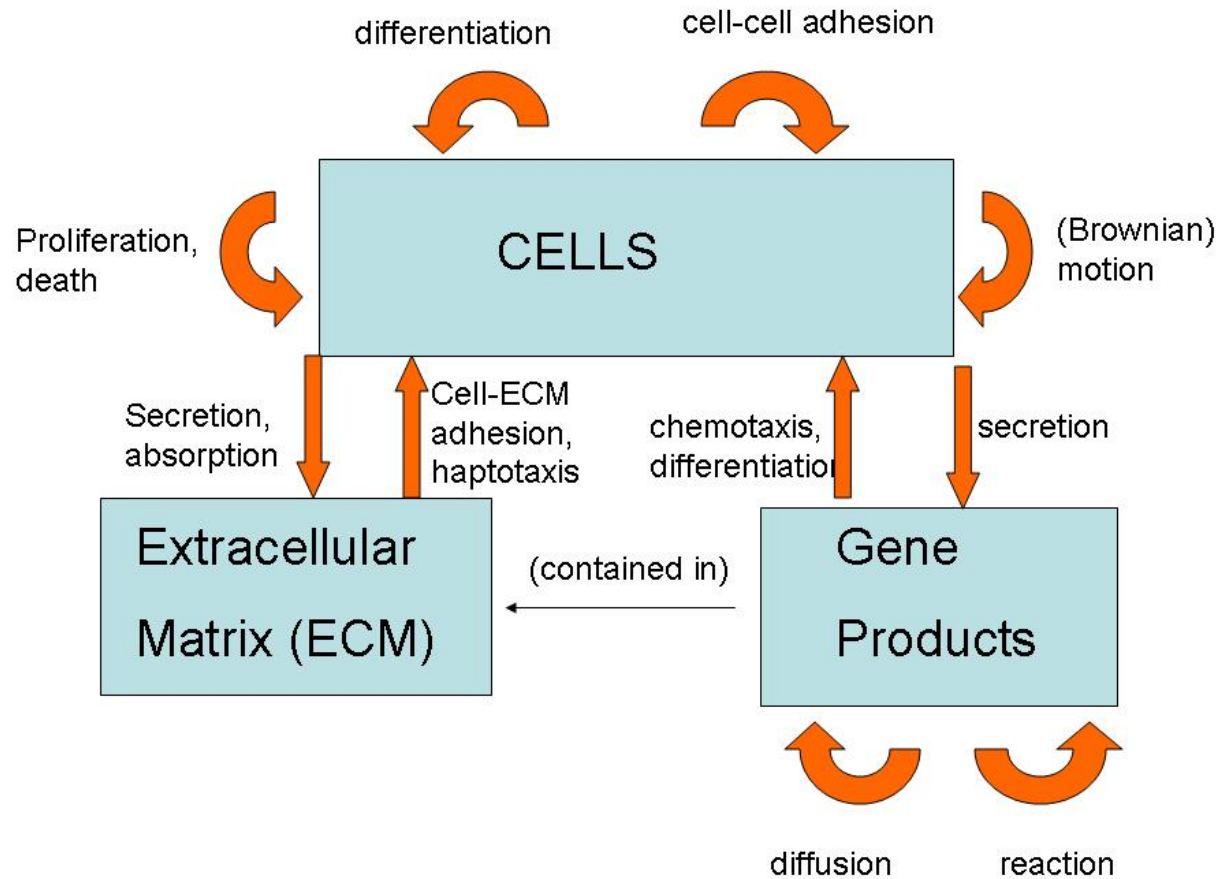 differentiation
cell-cell adhesion
Proliferation,
death
CELLS
(Brownian)
motion
Secretion,
absorption
Cell-ECM
adhesion,
haptotaxis
chemotaxis,
differentiation
secretion
Extracellular
Matrix (ECM)
(contained in)
Gene
Products
diffusion
reaction